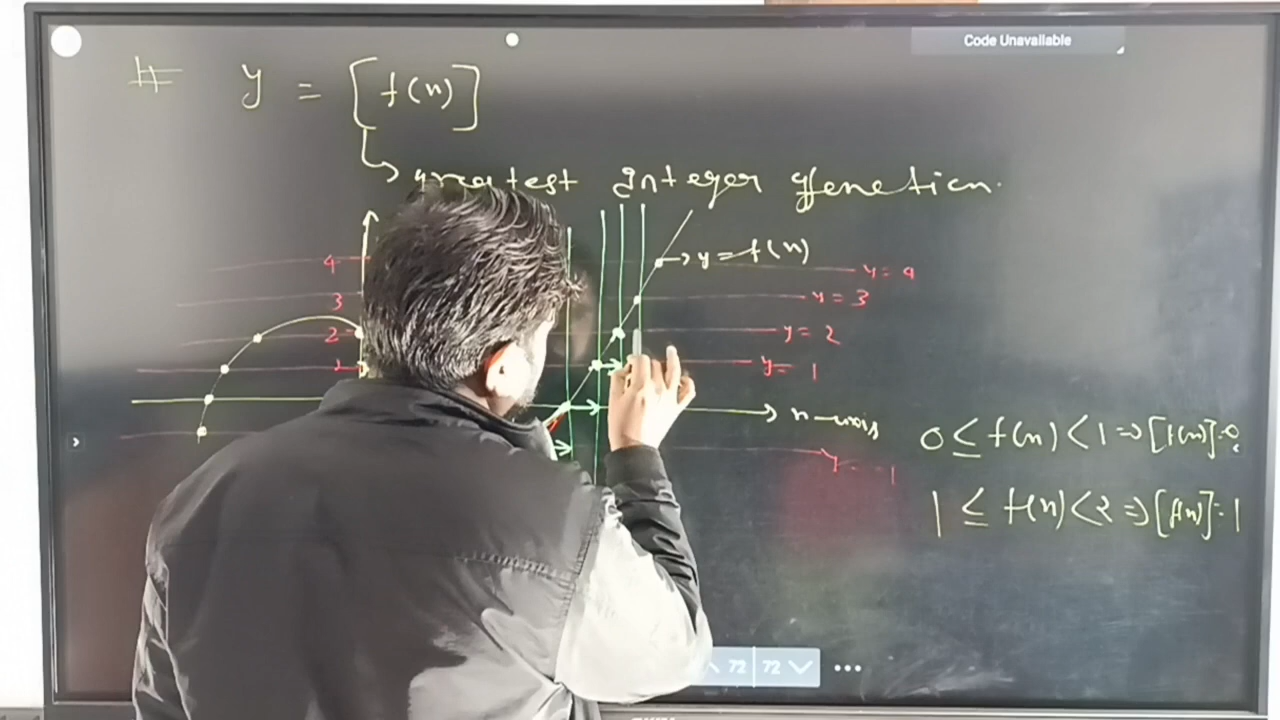 Code Unavailable
# y = [f(n)]
greatest Integer ffenetion.
→ y = f(n)
4
y = 4
3
y = 3
2
y = 2
1
y = 1
n-axis
y = -1
0 ≤ f(n) < 1 ⇒ [f(n)] = 0
1 ≤ f(n) < 2 ⇒ [f(n)] = 1
72 72